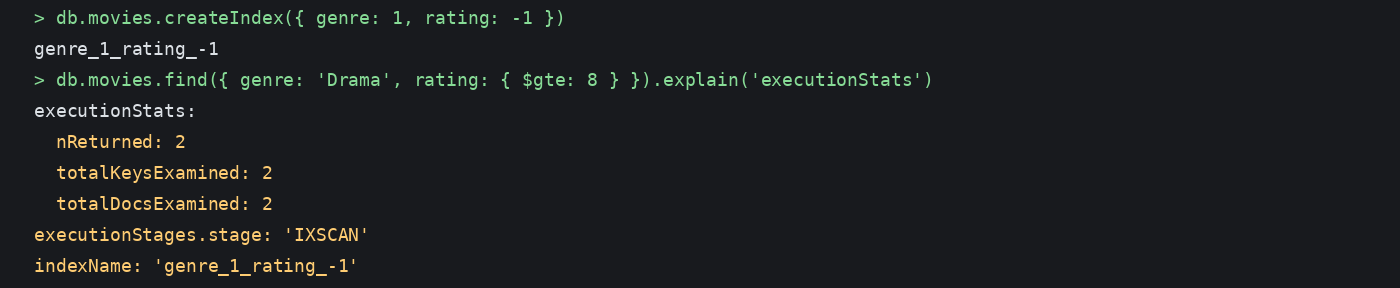 > db.movies.createIndex({ genre: 1, rating: -1 })
genre_1_rating_-1
> db.movies.find({ genre: 'Drama', rating: { $gte: 8 } }).explain('executionStats')
executionStats:
  nReturned: 2
  totalKeysExamined: 2
  totalDocsExamined: 2
executionStages.stage: 'IXSCAN'
indexName: 'genre_1_rating_-1'